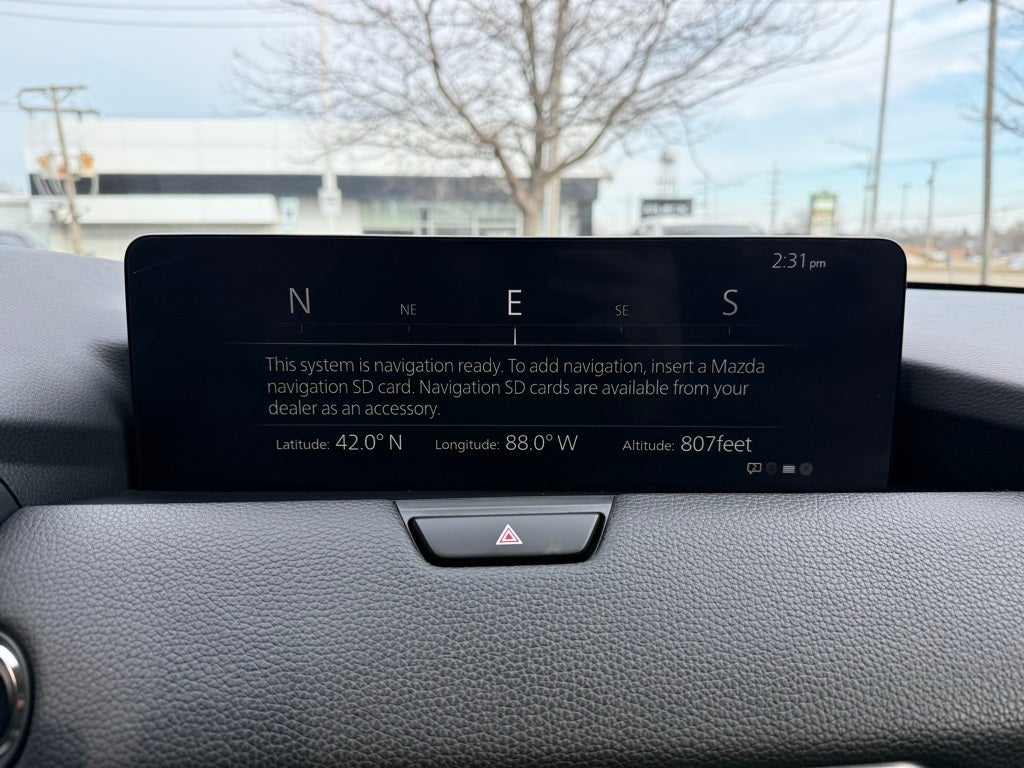 2:31 pm
N NE E SE S
This system is navigation ready. To add navigation, insert a Mazda
navigation SD card. Navigation SD cards are available from your
dealer as an accessory.
Latitude: 42.0° N Longitude: 88.0° W Altitude: 807feet
2